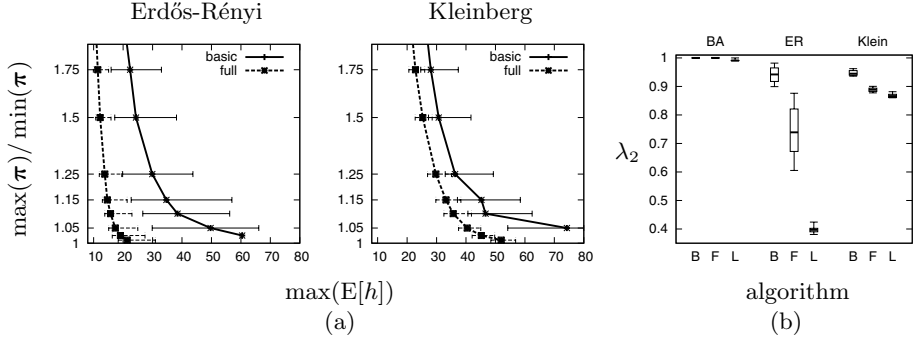 Erdős-Rényi
Kleinberg
max(π)/ min(π)
1.75
1.5
1.25
1.15
1.05
1
basic
full
10 20 30 40 50 60 70 80
1.75
1.5
1.25
1.15
1.05
1
basic
full
10 20 30 40 50 60 70 80
max(E[h])
(a)
BA ER Klein
λ2
1
0.9
0.8
0.7
0.6
0.5
0.4
B F L B F L B F L
algorithm
(b)